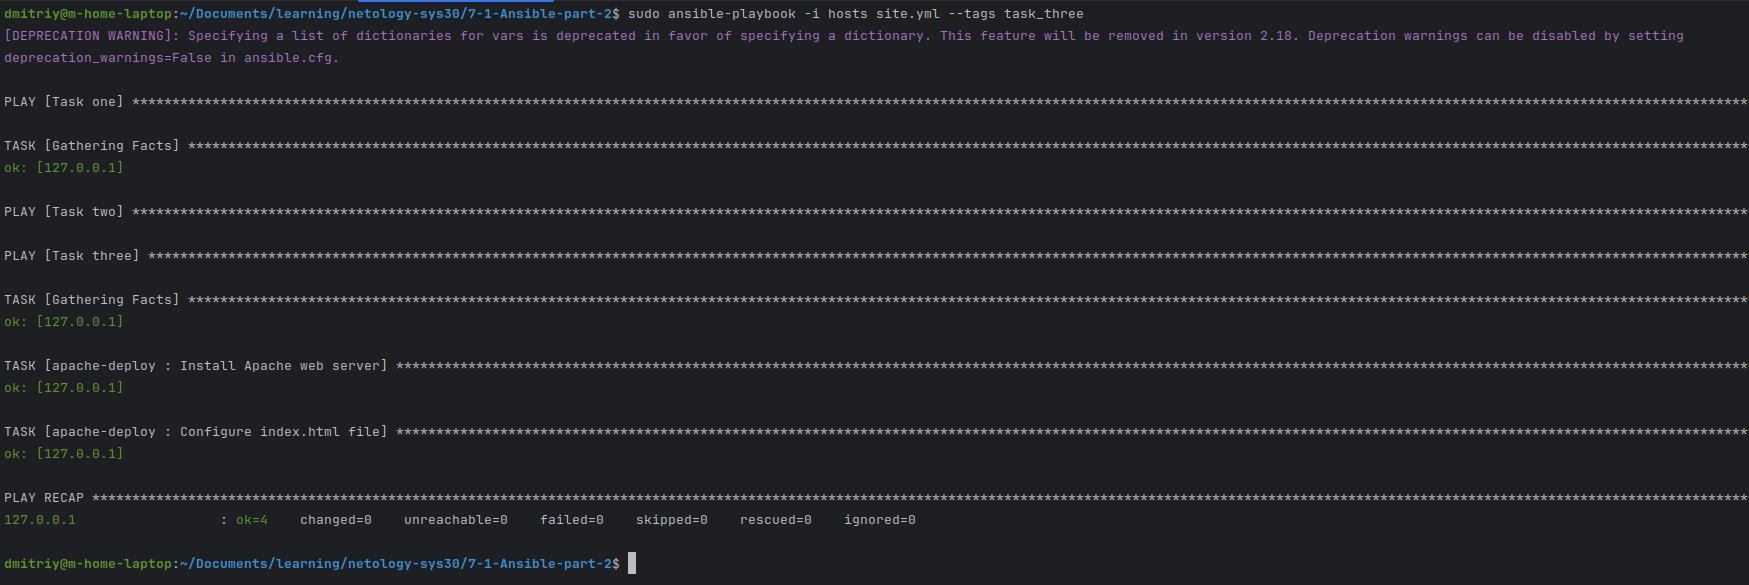 dmitriy@m-home-laptop:~/Documents/learning/netology-sys30/7-1-Ansible-part-2$ sudo ansible-playbook -i hosts site.yml --tags task_three
[DEPRECATION WARNING]: Specifying a list of dictionaries for vars is deprecated in favor of specifying a dictionary. This feature will be removed in version 2.18. Deprecation warnings can be disabled by setting
deprecation_warnings=False in ansible.cfg.
PLAY [Task one] **********************************************************************************************************************************************************************************************************
TASK [Gathering Facts] ***************************************************************************************************************************************************************************************************
ok: [127.0.0.1]
PLAY [Task two] **********************************************************************************************************************************************************************************************************
PLAY [Task three] ********************************************************************************************************************************************************************************************************
TASK [Gathering Facts] ***************************************************************************************************************************************************************************************************
ok: [127.0.0.1]
TASK [apache-deploy : Install Apache web server] *************************************************************************************************************************************************************************
ok: [127.0.0.1]
TASK [apache-deploy : Configure index.html file] *************************************************************************************************************************************************************************
ok: [127.0.0.1]
PLAY RECAP ***************************************************************************************************************************************************************************************************************
127.0.0.1                  : ok=4    changed=0    unreachable=0    failed=0    skipped=0    rescued=0    ignored=0
dmitriy@m-home-laptop:~/Documents/learning/netology-sys30/7-1-Ansible-part-2$